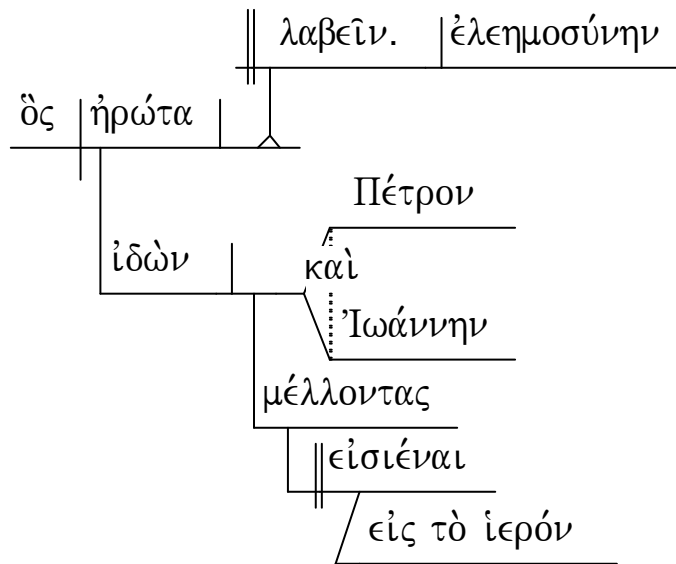 λαβεῖν. ἐλεημοσύνην
ὃς ἠρώτα
Πέτρον
ἰδὼν
καὶ
Ἰωάννην
μέλλοντας
εἰσιέναι
εἰς τὸ ἱερόν